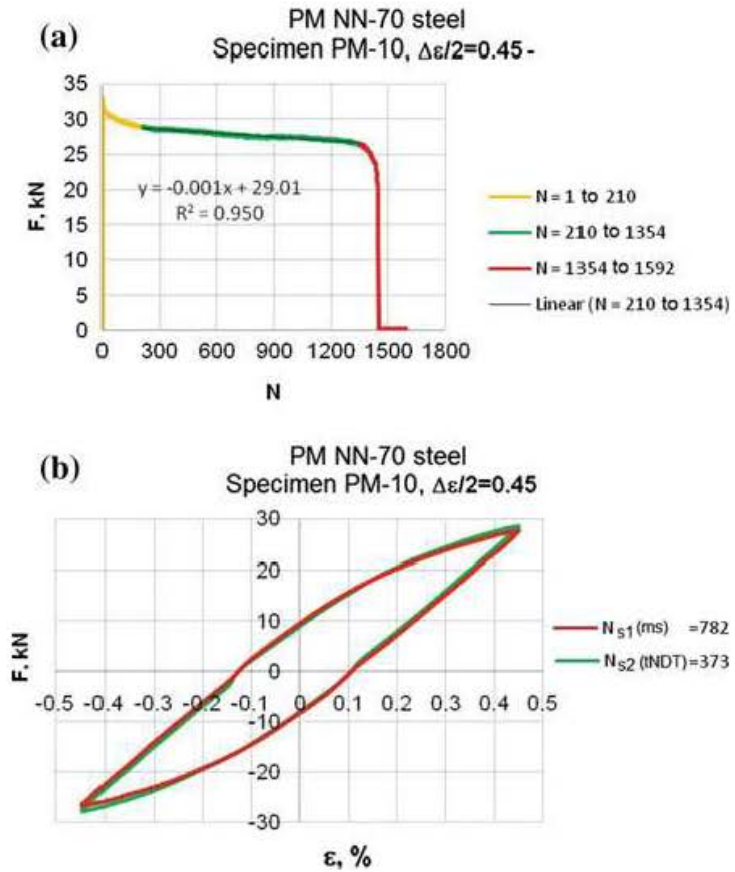 (a)
PM NN-70 steel
Specimen PM-10, Δε/2=0.45 -
F, kN
35
30
25
20
15
10
5
0
0 300 600 900 1200 1500 1800
N
y = -0.001x + 29.01
R² = 0.950
N = 1 to 210
N = 210 to 1354
N = 1354 to 1592
Linear (N = 210 to 1354)
(b)
PM NN-70 steel
Specimen PM-10, Δε/2=0.45
F, kN
30
20
10
0
-10
-20
-30
-0.5 -0.4 -0.3 -0.2 -0.1 0 0.1 0.2 0.3 0.4 0.5
ε, %
N s1 (ms) =782
N s2 (tNDT)=373